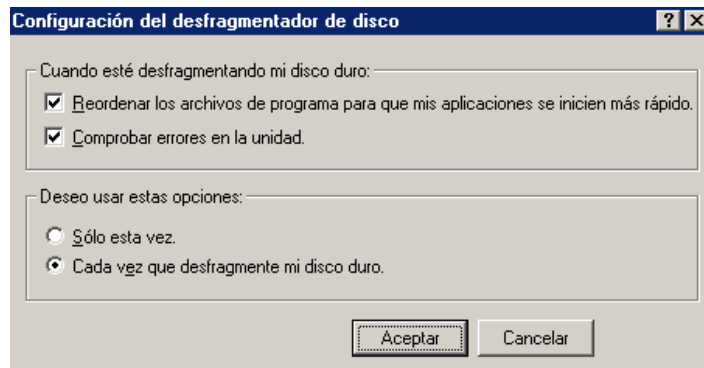 Configuración del desfragmentador de disco
Cuando esté desfragmentando mi disco duro:
Reordenar los archivos de programa para que mis aplicaciones se inicien más rápido.
Comprobar errores en la unidad.
Deseo usar estas opciones:
Sólo esta vez.
Cada vez que desfragmente mi disco duro.
Aceptar Cancelar